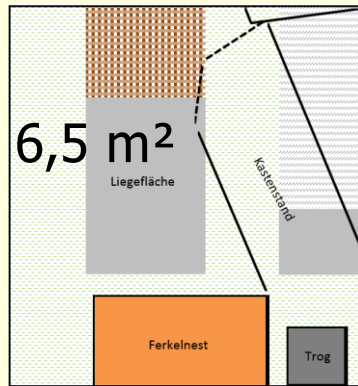 6,5 m²
Liegefläche
Kastenstand
Ferkelnest
Trog